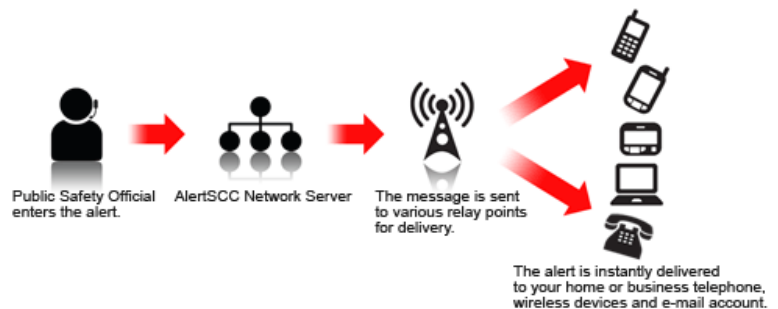 Public Safety Official
enters the alert.
AlertSCC Network Server
The message is sent
to various relay points
for delivery.
The alert is instantly delivered
to your home or business telephone,
wireless devices and e-mail account.